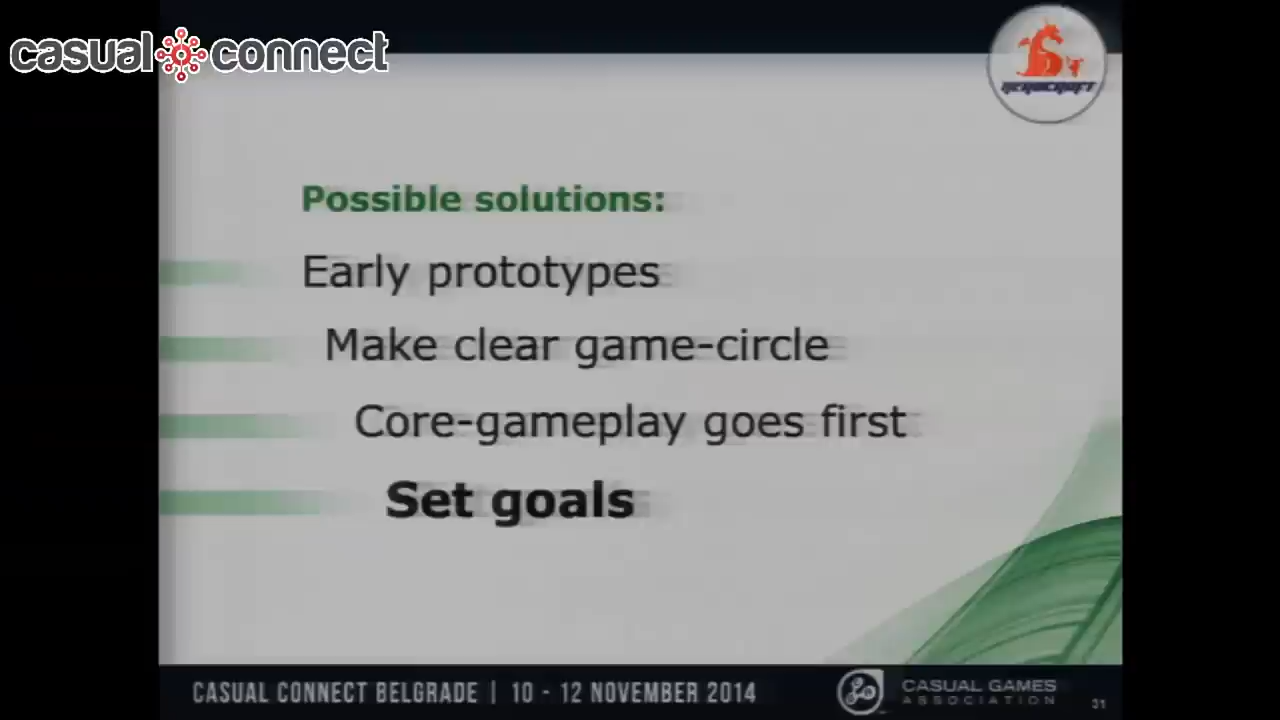 casual connect
HEROCRAFT
Possible solutions:
Early prototypes
Make clear game-circle
Core-gameplay goes first
Set goals
CASUAL CONNECT BELGRADE | 10 - 12 NOVEMBER 2014
CASUAL GAMES
ASSOCIATION
31